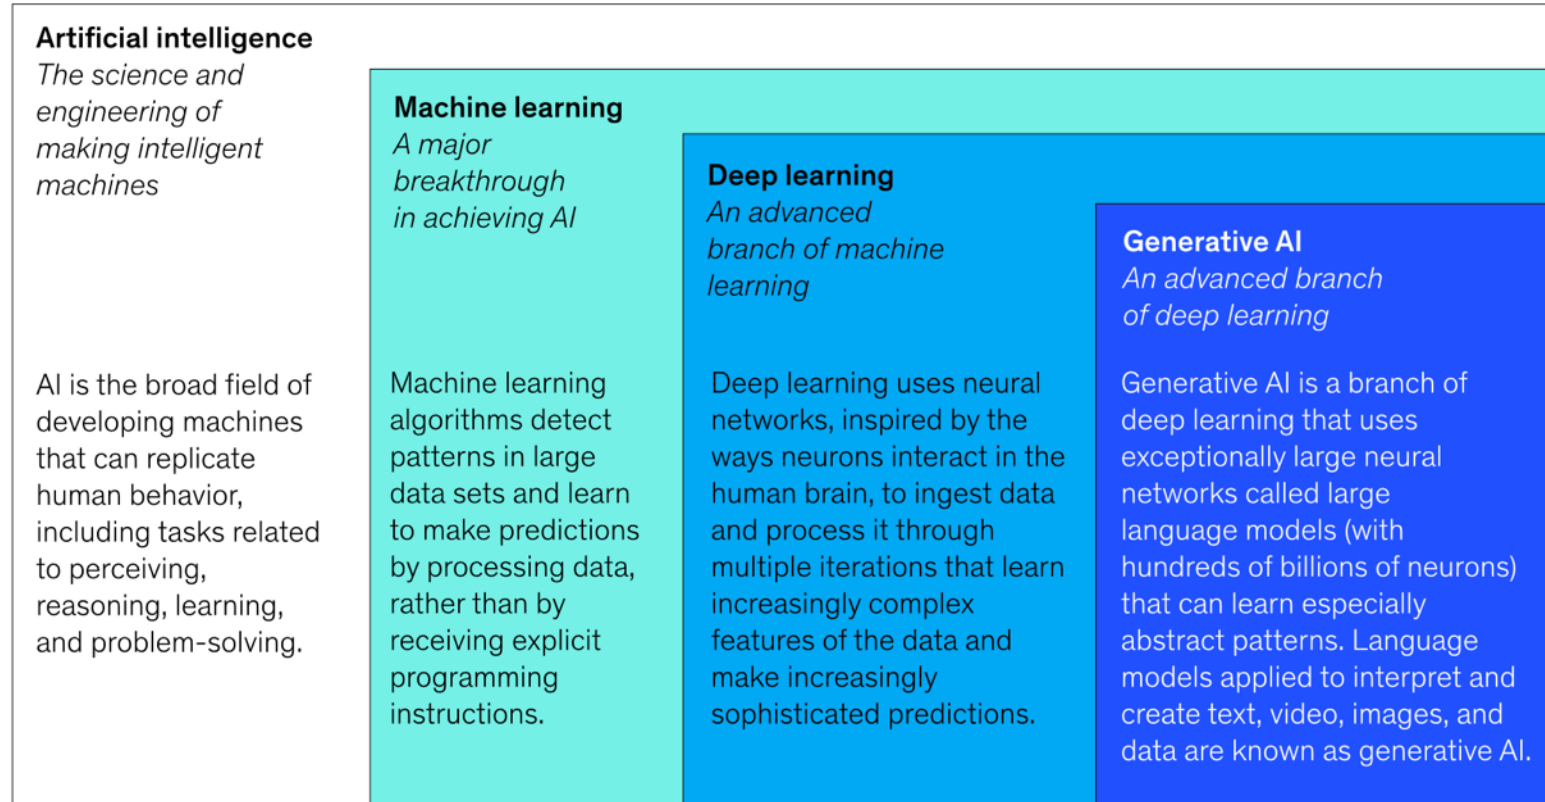 Artificial intelligence
The science and
engineering of
making intelligent
machines
AI is the broad field of
developing machines
that can replicate
human behavior,
including tasks related
to perceiving,
reasoning, learning,
and problem-solving.
Machine learning
A major
breakthrough
in achieving AI
Machine learning
algorithms detect
patterns in large
data sets and learn
to make predictions
by processing data,
rather than by
receiving explicit
programming
instructions.
Deep learning
An advanced
branch of machine
learning
Deep learning uses neural
networks, inspired by the
ways neurons interact in the
human brain, to ingest data
and process it through
multiple iterations that learn
increasingly complex
features of the data and
make increasingly
sophisticated predictions.
Generative AI
An advanced branch
of deep learning
Generative AI is a branch of
deep learning that uses
exceptionally large neural
networks called large
language models (with
hundreds of billions of neurons)
that can learn especially
abstract patterns. Language
models applied to interpret and
create text, video, images, and
data are known as generative AI.